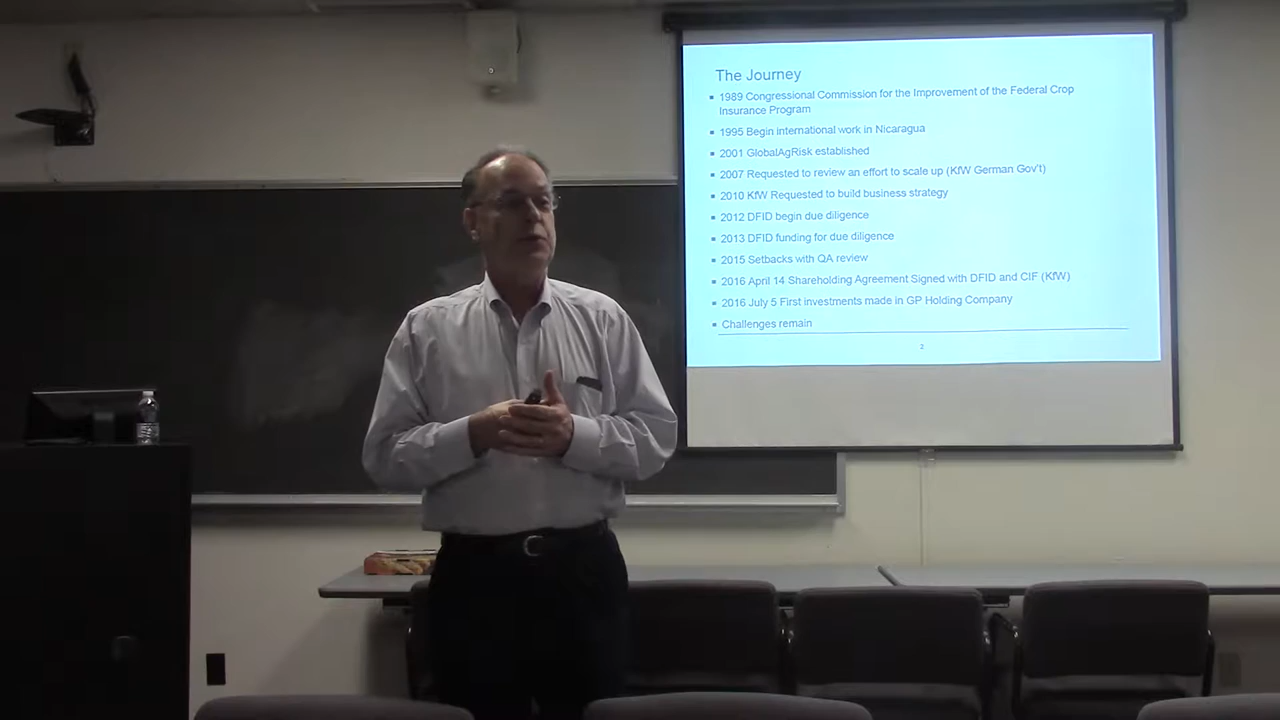 The Journey
1989 Congressional Commission for the Improvement of the Federal Crop
Insurance Program
1995 Begin international work in Nicaragua
2001 GlobalAgRisk established
2007 Requested to review an effort to scale up (KfW German Gov't)
2010 KfW Requested to build business strategy
2012 DFID begin due diligence
2013 DFID funding for due diligence
2015 Setbacks with QA review
2016 April 14 Shareholding Agreement Signed with DFID and CIF (KfW)
2016 July 5 First investments made in GP Holding Company
Challenges remain
2